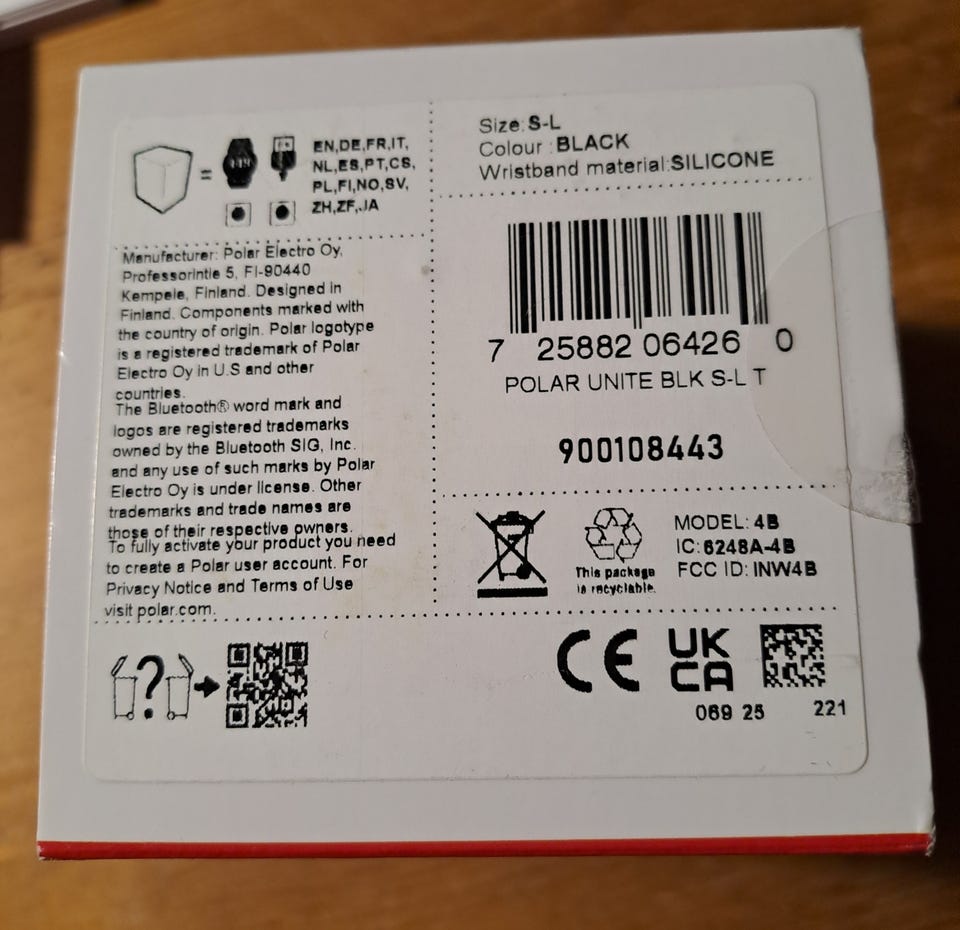 EN,DE,FR,IT,
NL,ES,PT,CS,
PL,FI,NO,SV,
ZH,ZF,JA
Manufacturer: Polar Electro Oy,
Professorintie 5, FI-90440
Kempele, Finland. Designed in
Finland. Components marked with
the country of origin. Polar logotype
is a registered trademark of Polar
Electro Oy in U.S and other
countries.
The Bluetooth® word mark and
logos are registered trademarks
owned by the Bluetooth SIG, Inc.
and any use of such marks by Polar
Electro Oy is under license. Other
trademarks and trade names are
those of their respective owners.
To fully activate your product you need
to create a Polar user account. For
Privacy Notice and Terms of Use
visit polar.com.
?
Size:S-L
Colour :BLACK
Wristband material:SILICONE
7 25882 06426 0
POLAR UNITE BLK S-L T
900108443
This package
is recyclable.
MODEL: 4B
IC:6248A-4B
FCC ID: INW4B
CE
UK
CA
069 25 221